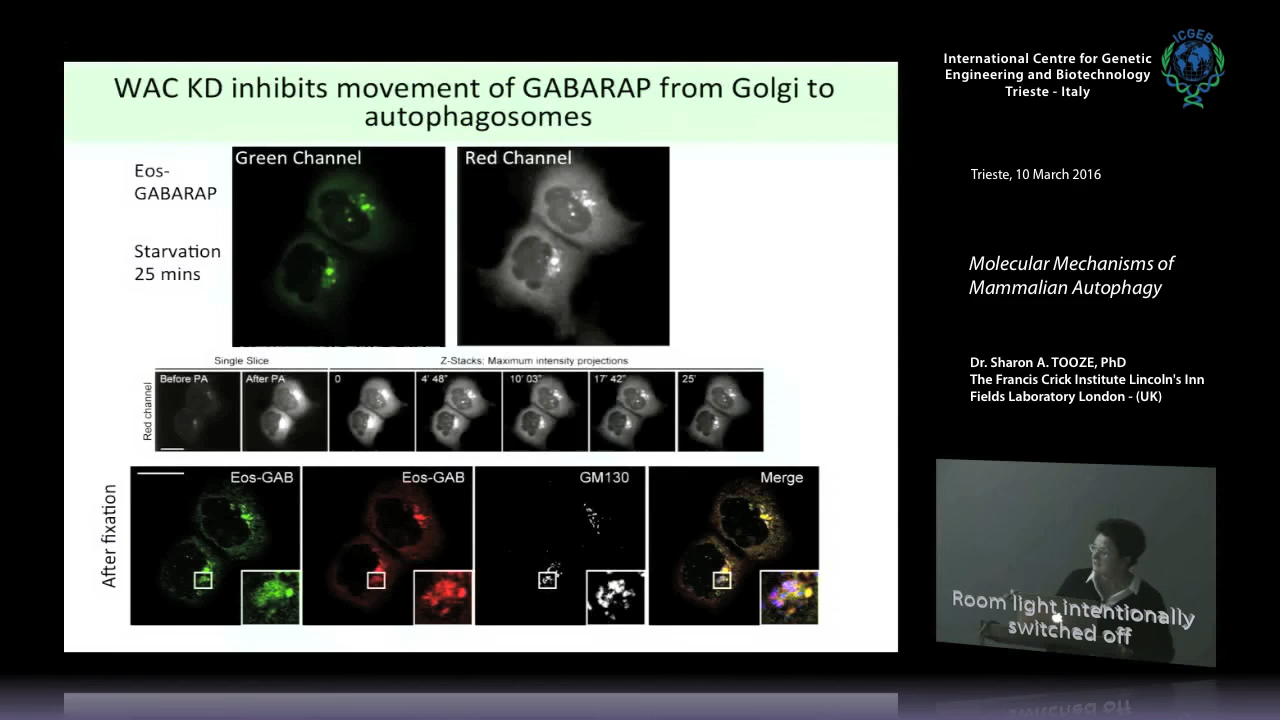 WAC KD inhibits movement of GABARAP from Golgi to
autophagosomes
Eos-
GABARAP
Starvation
25 mins
Green Channel
Red Channel
Single Slice
Z-Stacks; Maximum intensity projections
Red channel
Before PA
After PA
0
4' 48"
10' 03"
17' 42"
25'
After fixation
Eos-GAB
Eos-GAB
GM130
Merge
International Centre for Genetic
Engineering and Biotechnology
Trieste - Italy
ICGEB
Trieste, 10 March 2016
Molecular Mechanisms of
Mammalian Autophagy
Dr. Sharon A. TOOZE, PhD
The Francis Crick Institute Lincoln's Inn
Fields Laboratory London - (UK)
Room light intentionally
switched off